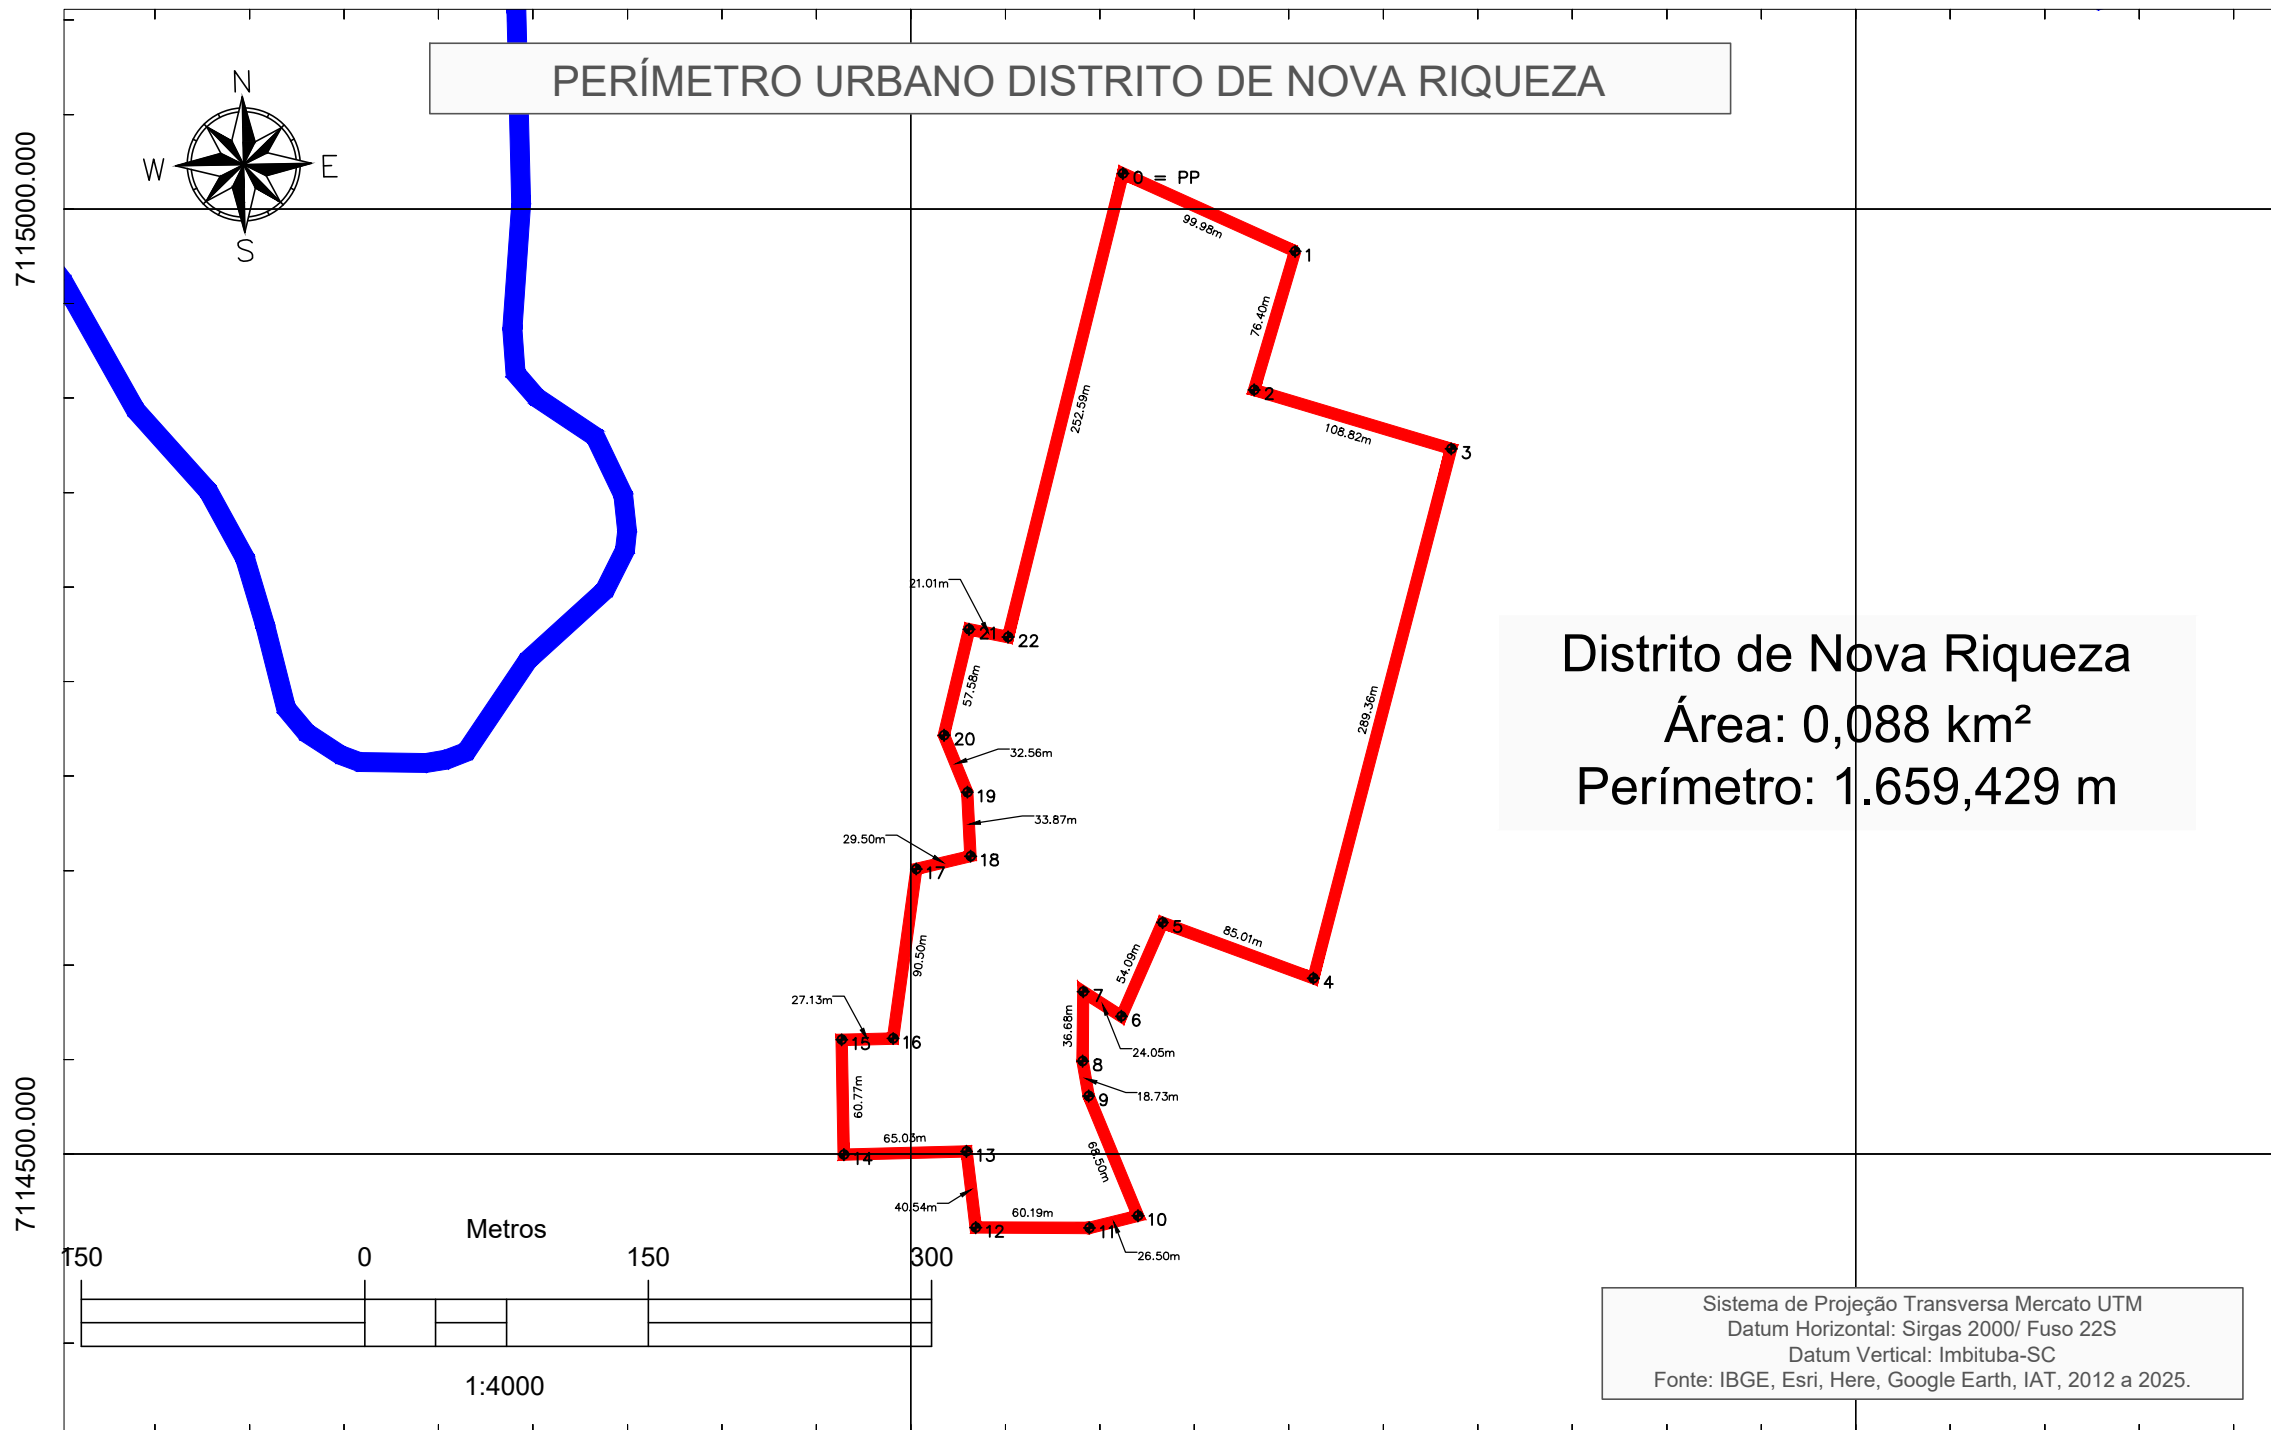 PERÍMETRO URBANO DISTRITO DE NOVA RIQUEZA
N
W
E
S
7115000.000
7114500.000
0 = PP
99.98m
1
76.40m
2
108.82m
3
252.59m
289.36m
21.01m
21
22
57.58m
20
32.56m
19
33.87m
29.50m
18
17
90.50m
5
85.01m
4
54.09m
7
6
24.05m
36.68m
27.13m
15
16
8
18.73m
9
60.77m
65.03m
14
13
68.50m
40.54m
60.19m
12
11
10
26.50m
Distrito de Nova Riqueza
Área: 0,088 km²
Perímetro: 1.659,429 m
Metros
150 0 150 300
1:4000
Sistema de Projeção Transversa Mercato UTM
Datum Horizontal: Sirgas 2000/ Fuso 22S
Datum Vertical: Imbituba-SC
Fonte: IBGE, Esri, Here, Google Earth, IAT, 2012 a 2025.